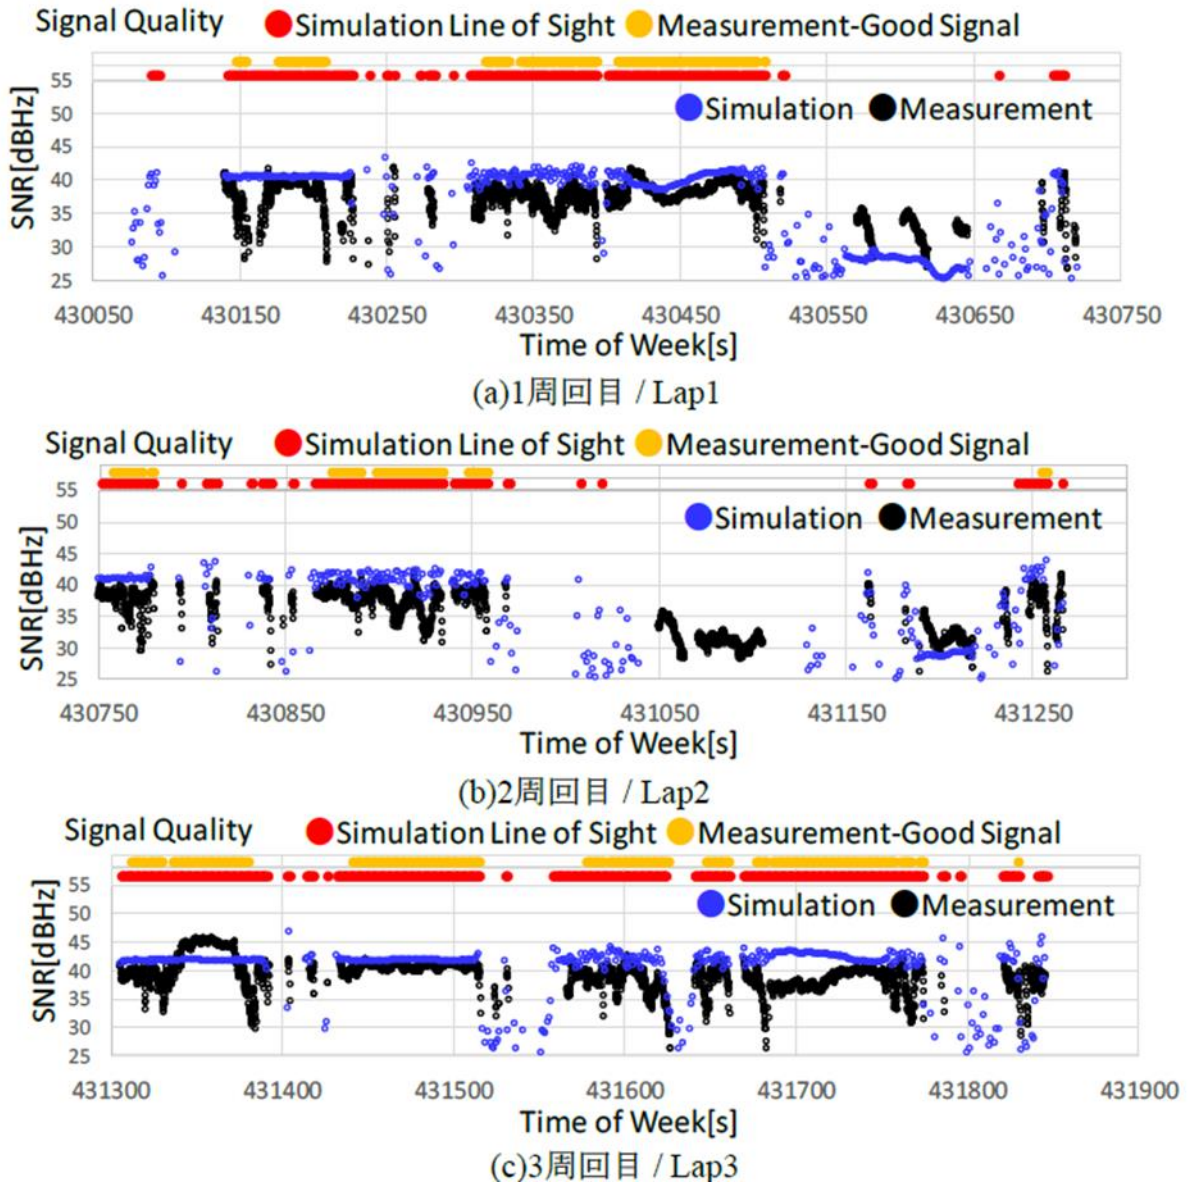 Signal Quality Simulation Line of Sight Measurement-Good Signal
Simulation Measurement
SNR[dBHz]
55
50
45
40
35
30
25
430050 430150 430250 430350 430450 430550 430650 430750
Time of Week[s]
(a)1周回目 / Lap1
Signal Quality Simulation Line of Sight Measurement-Good Signal
Simulation Measurement
SNR[dBHz]
55
50
45
40
35
30
25
430750 430850 430950 431050 431150 431250
Time of Week[s]
(b)2周回目 / Lap2
Signal Quality Simulation Line of Sight Measurement-Good Signal
Simulation Measurement
SNR[dBHz]
55
50
45
40
35
30
25
431300 431400 431500 431600 431700 431800 431900
Time of Week[s]
(c)3周回目 / Lap3